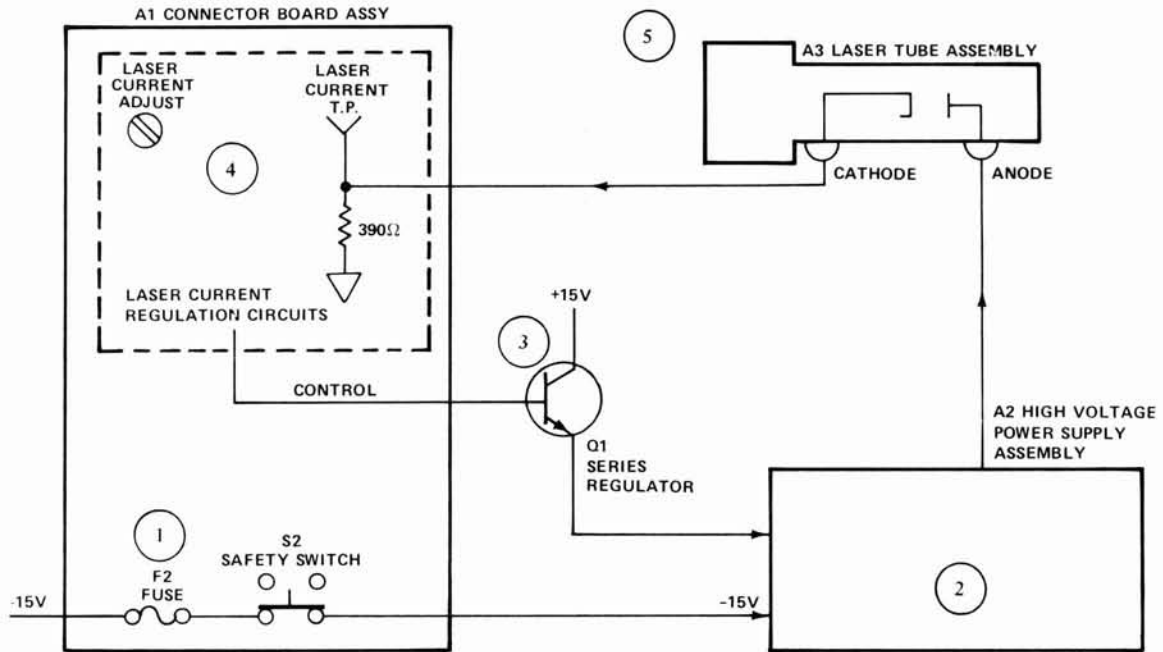 A1 CONNECTOR BOARD ASSY
5
A3 LASER TUBE ASSEMBLY
LASER
CURRENT
ADJUST
LASER
CURRENT
T.P.
4
CATHODE
ANODE
390Ω
LASER CURRENT
REGULATION CIRCUITS
+15V
3
CONTROL
A2 HIGH VOLTAGE
POWER SUPPLY
ASSEMBLY
Q1
SERIES
REGULATOR
1
S2
SAFETY SWITCH
F2
FUSE
2
-15V
-15V